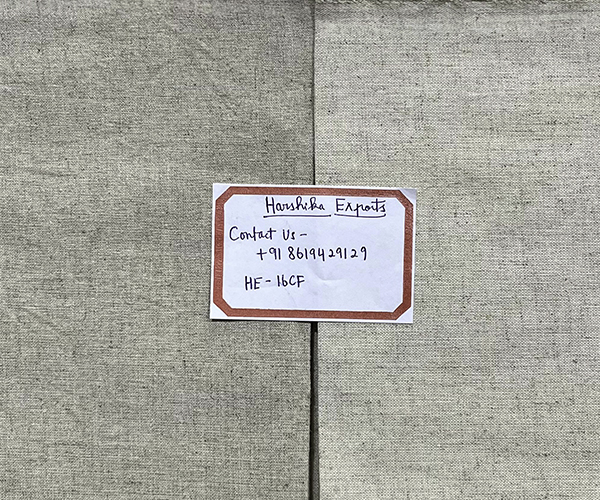 Harshika Exports
Contact Us -
+91 8619429129
HE - 16CF